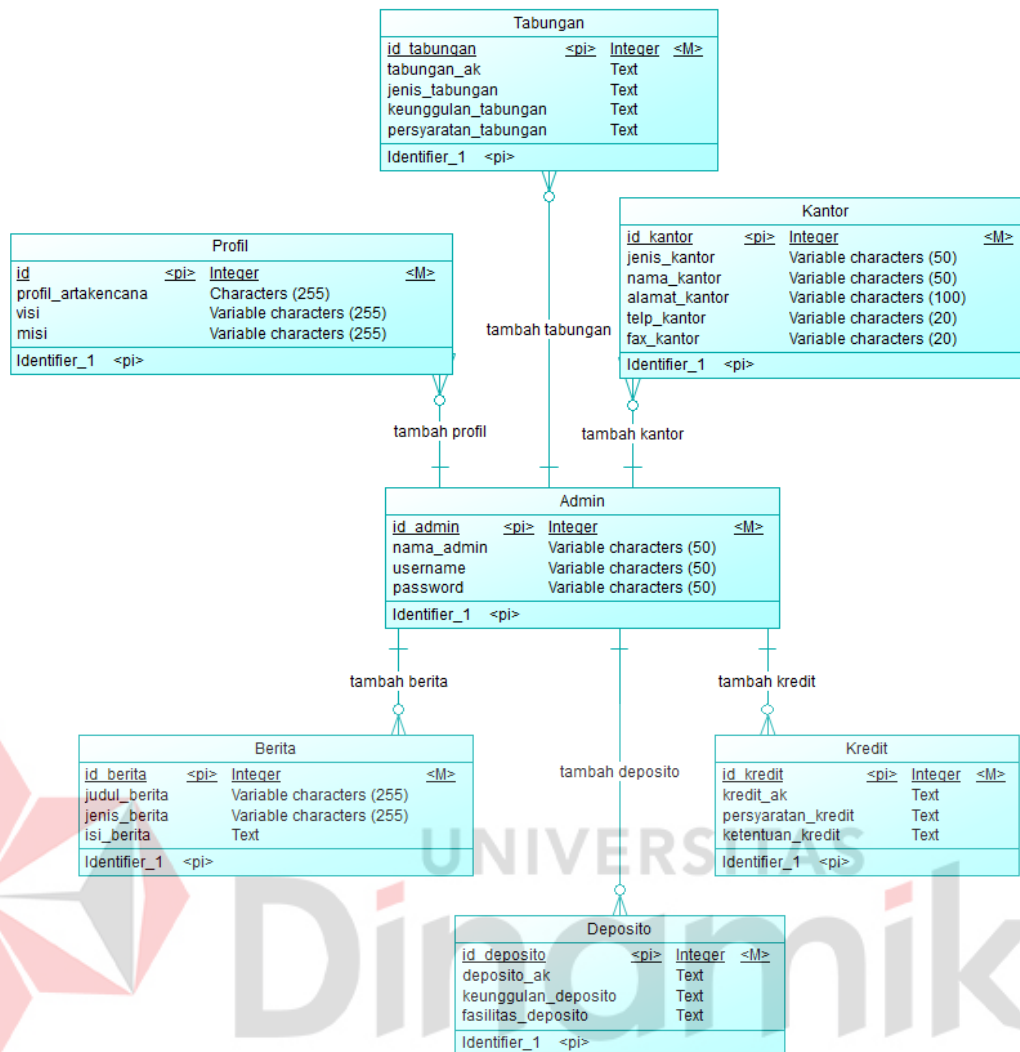 Tabungan
id_tabungan <pi> Integer <M>
tabungan_ak Text
jenis_tabungan Text
keunggulan_tabungan Text
persyaratan_tabungan Text
Identifier_1 <pi>
Kantor
id_kantor <pi> Integer <M>
jenis_kantor Variable characters (50)
nama_kantor Variable characters (50)
alamat_kantor Variable characters (100)
telp_kantor Variable characters (20)
fax_kantor Variable characters (20)
Identifier_1 <pi>
Profil
id <pi> Integer <M>
profil_artakencana Characters (255)
visi Variable characters (255)
misi Variable characters (255)
Identifier_1 <pi>
tambah tabungan
tambah profil
tambah kantor
Admin
id_admin <pi> Integer <M>
nama_admin Variable characters (50)
username Variable characters (50)
password Variable characters (50)
Identifier_1 <pi>
tambah berita
tambah kredit
tambah deposito
Berita
id_berita <pi> Integer <M>
judul_berita Variable characters (255)
jenis_berita Variable characters (255)
isi_berita Text
Identifier_1 <pi>
Kredit
id_kredit <pi> Integer <M>
kredit_ak Text
persyaratan_kredit Text
ketentuan_kredit Text
Identifier_1 <pi>
UNIVERSITAS
Dinamik
Deposito
id_deposito <pi> Integer <M>
deposito_ak Text
keunggulan_deposito Text
fasilitas_deposito Text
Identifier_1 <pi>